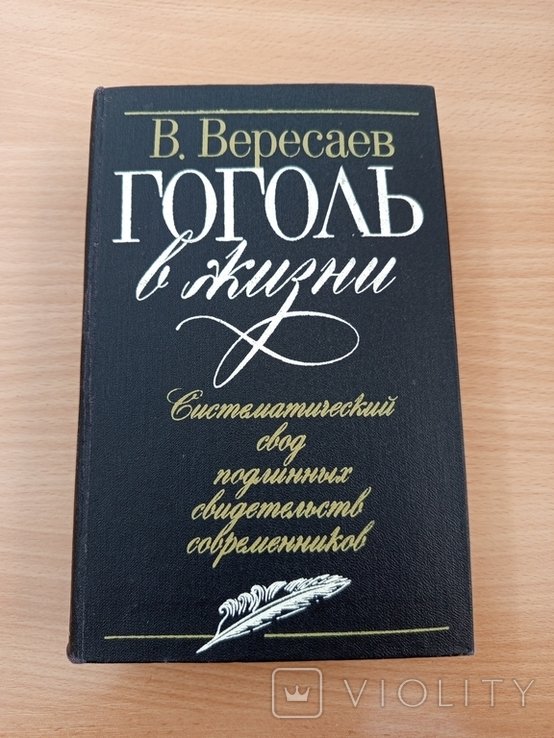 В. Вересаев
ГОГОЛЬ
в жизни
Систематический
свод
подлинных
свидетельств
современников
VIOLITY